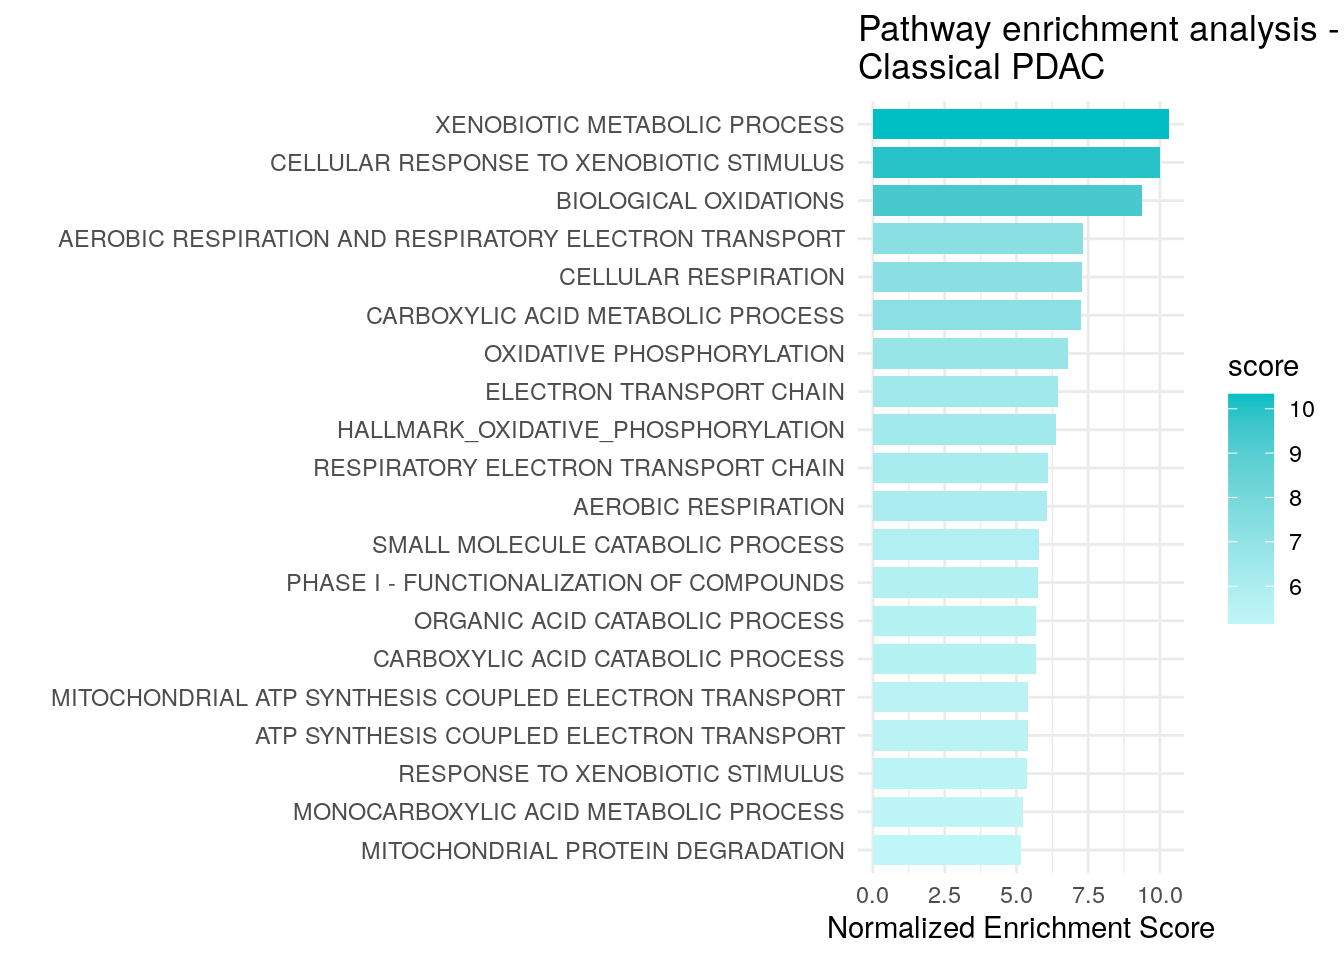 Pathway enrichment analysis -
Classical PDAC
XENOBIOTIC METABOLIC PROCESS
CELLULAR RESPONSE TO XENOBIOTIC STIMULUS
BIOLOGICAL OXIDATIONS
AEROBIC RESPIRATION AND RESPIRATORY ELECTRON TRANSPORT
CELLULAR RESPIRATION
CARBOXYLIC ACID METABOLIC PROCESS
OXIDATIVE PHOSPHORYLATION
ELECTRON TRANSPORT CHAIN
HALLMARK_OXIDATIVE_PHOSPHORYLATION
RESPIRATORY ELECTRON TRANSPORT CHAIN
AEROBIC RESPIRATION
SMALL MOLECULE CATABOLIC PROCESS
PHASE I - FUNCTIONALIZATION OF COMPOUNDS
ORGANIC ACID CATABOLIC PROCESS
CARBOXYLIC ACID CATABOLIC PROCESS
MITOCHONDRIAL ATP SYNTHESIS COUPLED ELECTRON TRANSPORT
ATP SYNTHESIS COUPLED ELECTRON TRANSPORT
RESPONSE TO XENOBIOTIC STIMULUS
MONOCARBOXYLIC ACID METABOLIC PROCESS
MITOCHONDRIAL PROTEIN DEGRADATION
0.0 2.5 5.0 7.5 10.0
Normalized Enrichment Score
score
10
9
8
7
6